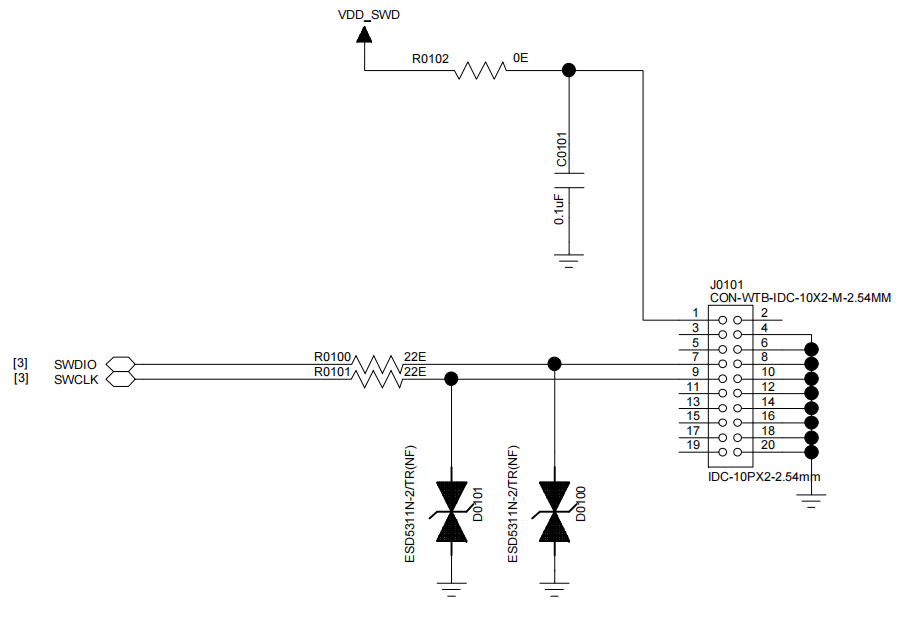 VDD_SWD
R0102
0E
C0101
0.1uF
J0101
CON-WTB-IDC-10X2-M-2.54MM
1 2
3 4
5 6
7 8
9 10
11 12
13 14
15 16
17 18
19 20
IDC-10PX2-2.54mm
[3] SWDIO
R0100 22E
[3] SWCLK
R0101 22E
ESD5311N-2/TR(NF)
D0101
ESD5311N-2/TR(NF)
D0100